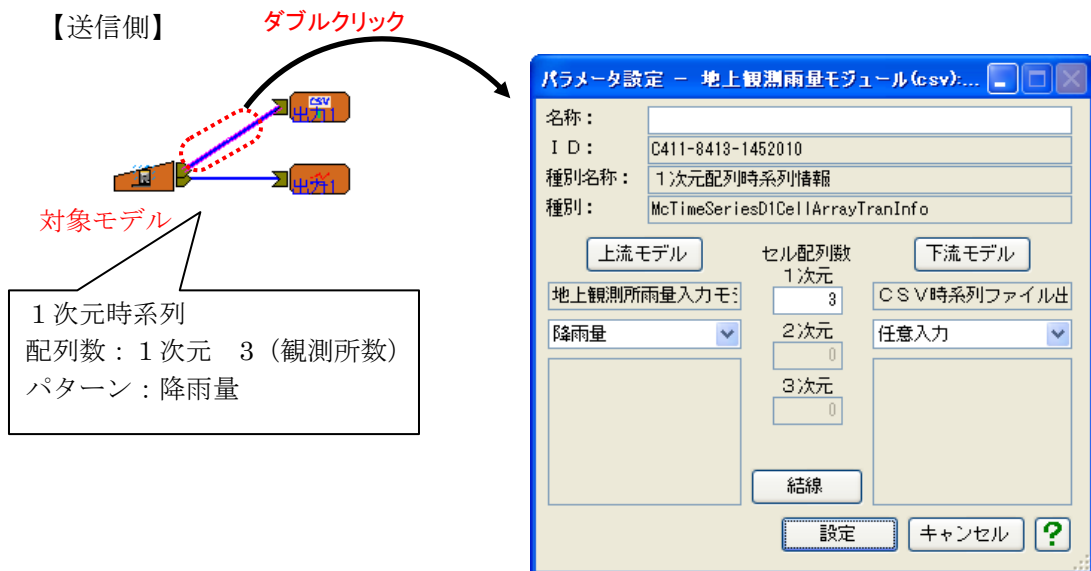 【送信側】
ダブルクリック
CSV
出力1
出力1
対象モデル
１次元時系列
配列数：１次元　３（観測所数）
パターン：降雨量
パラメータ設定 － 地上観測雨量モジュール(csv):...
名称：
ＩＤ： C411-8413-1452010
種別名称： １次元配列時系列情報
種別： McTimeSeriesD1CellArrayTranInfo
上流モデル セル配列数 下流モデル
１次元
地上観測所雨量入力モ 3 ＣＳＶ時系列ファイル出
降雨量 ２次元 任意入力
0
３次元
0
結線
設定 キャンセル ?